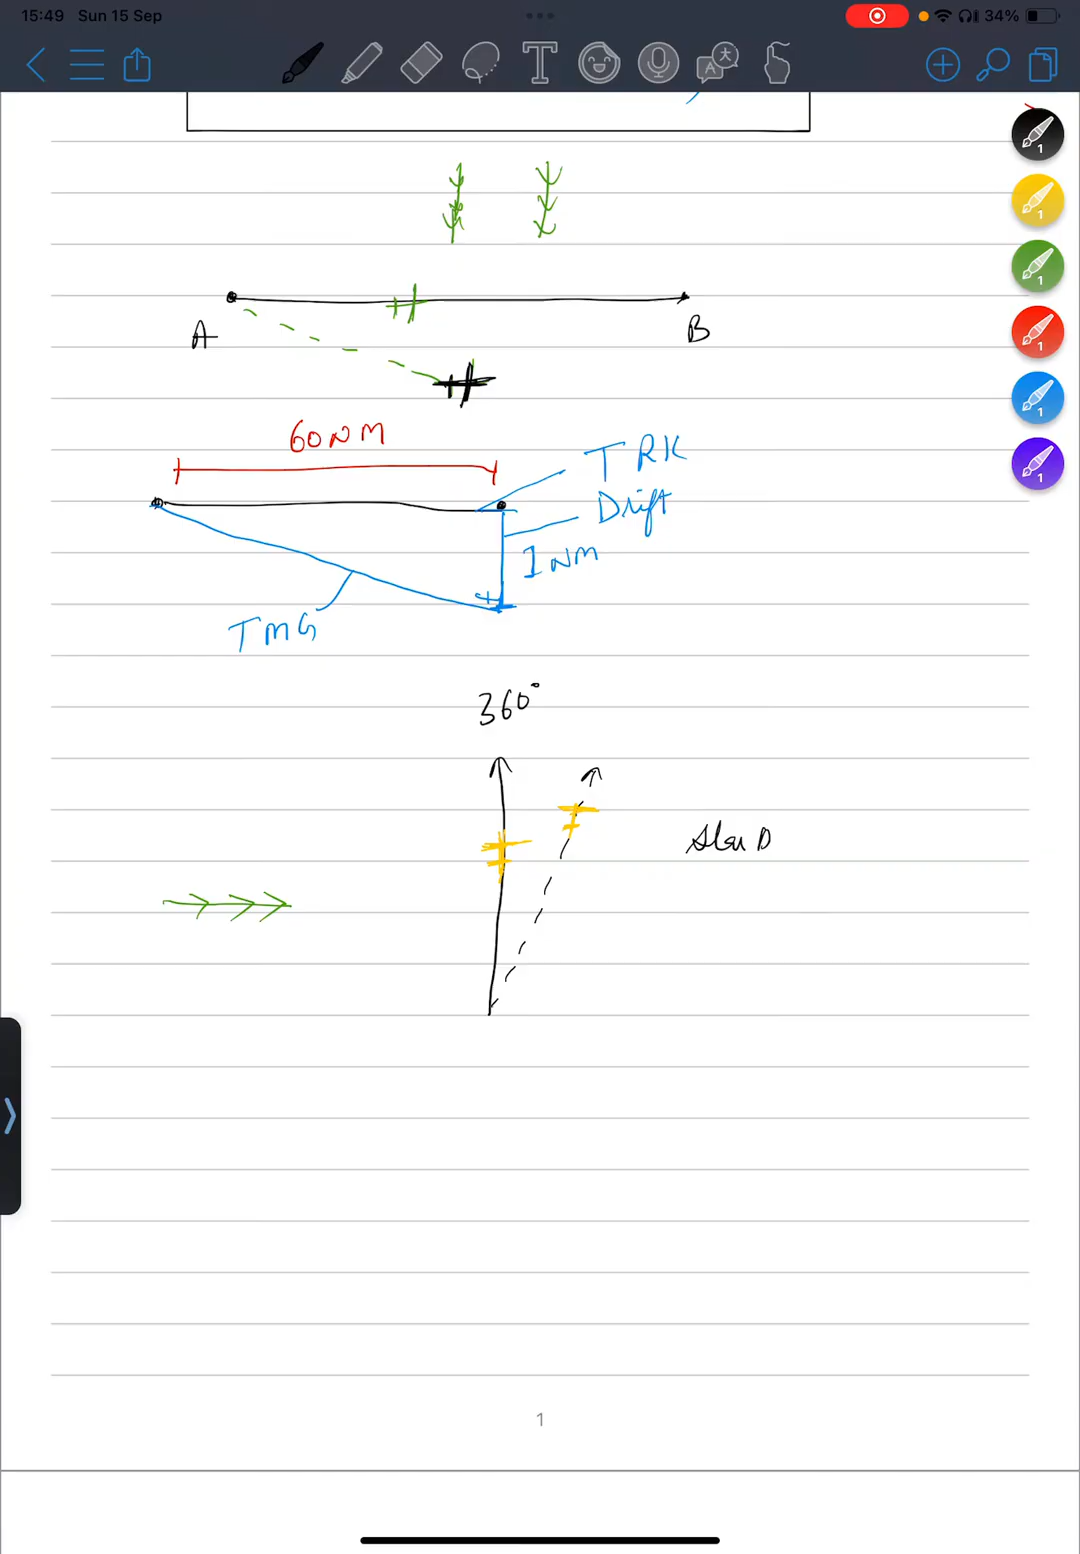 15:49 Sun 15 Sep
34%
A
B
60NM
TRK
Drift
1NM
TMG
360°
D
1